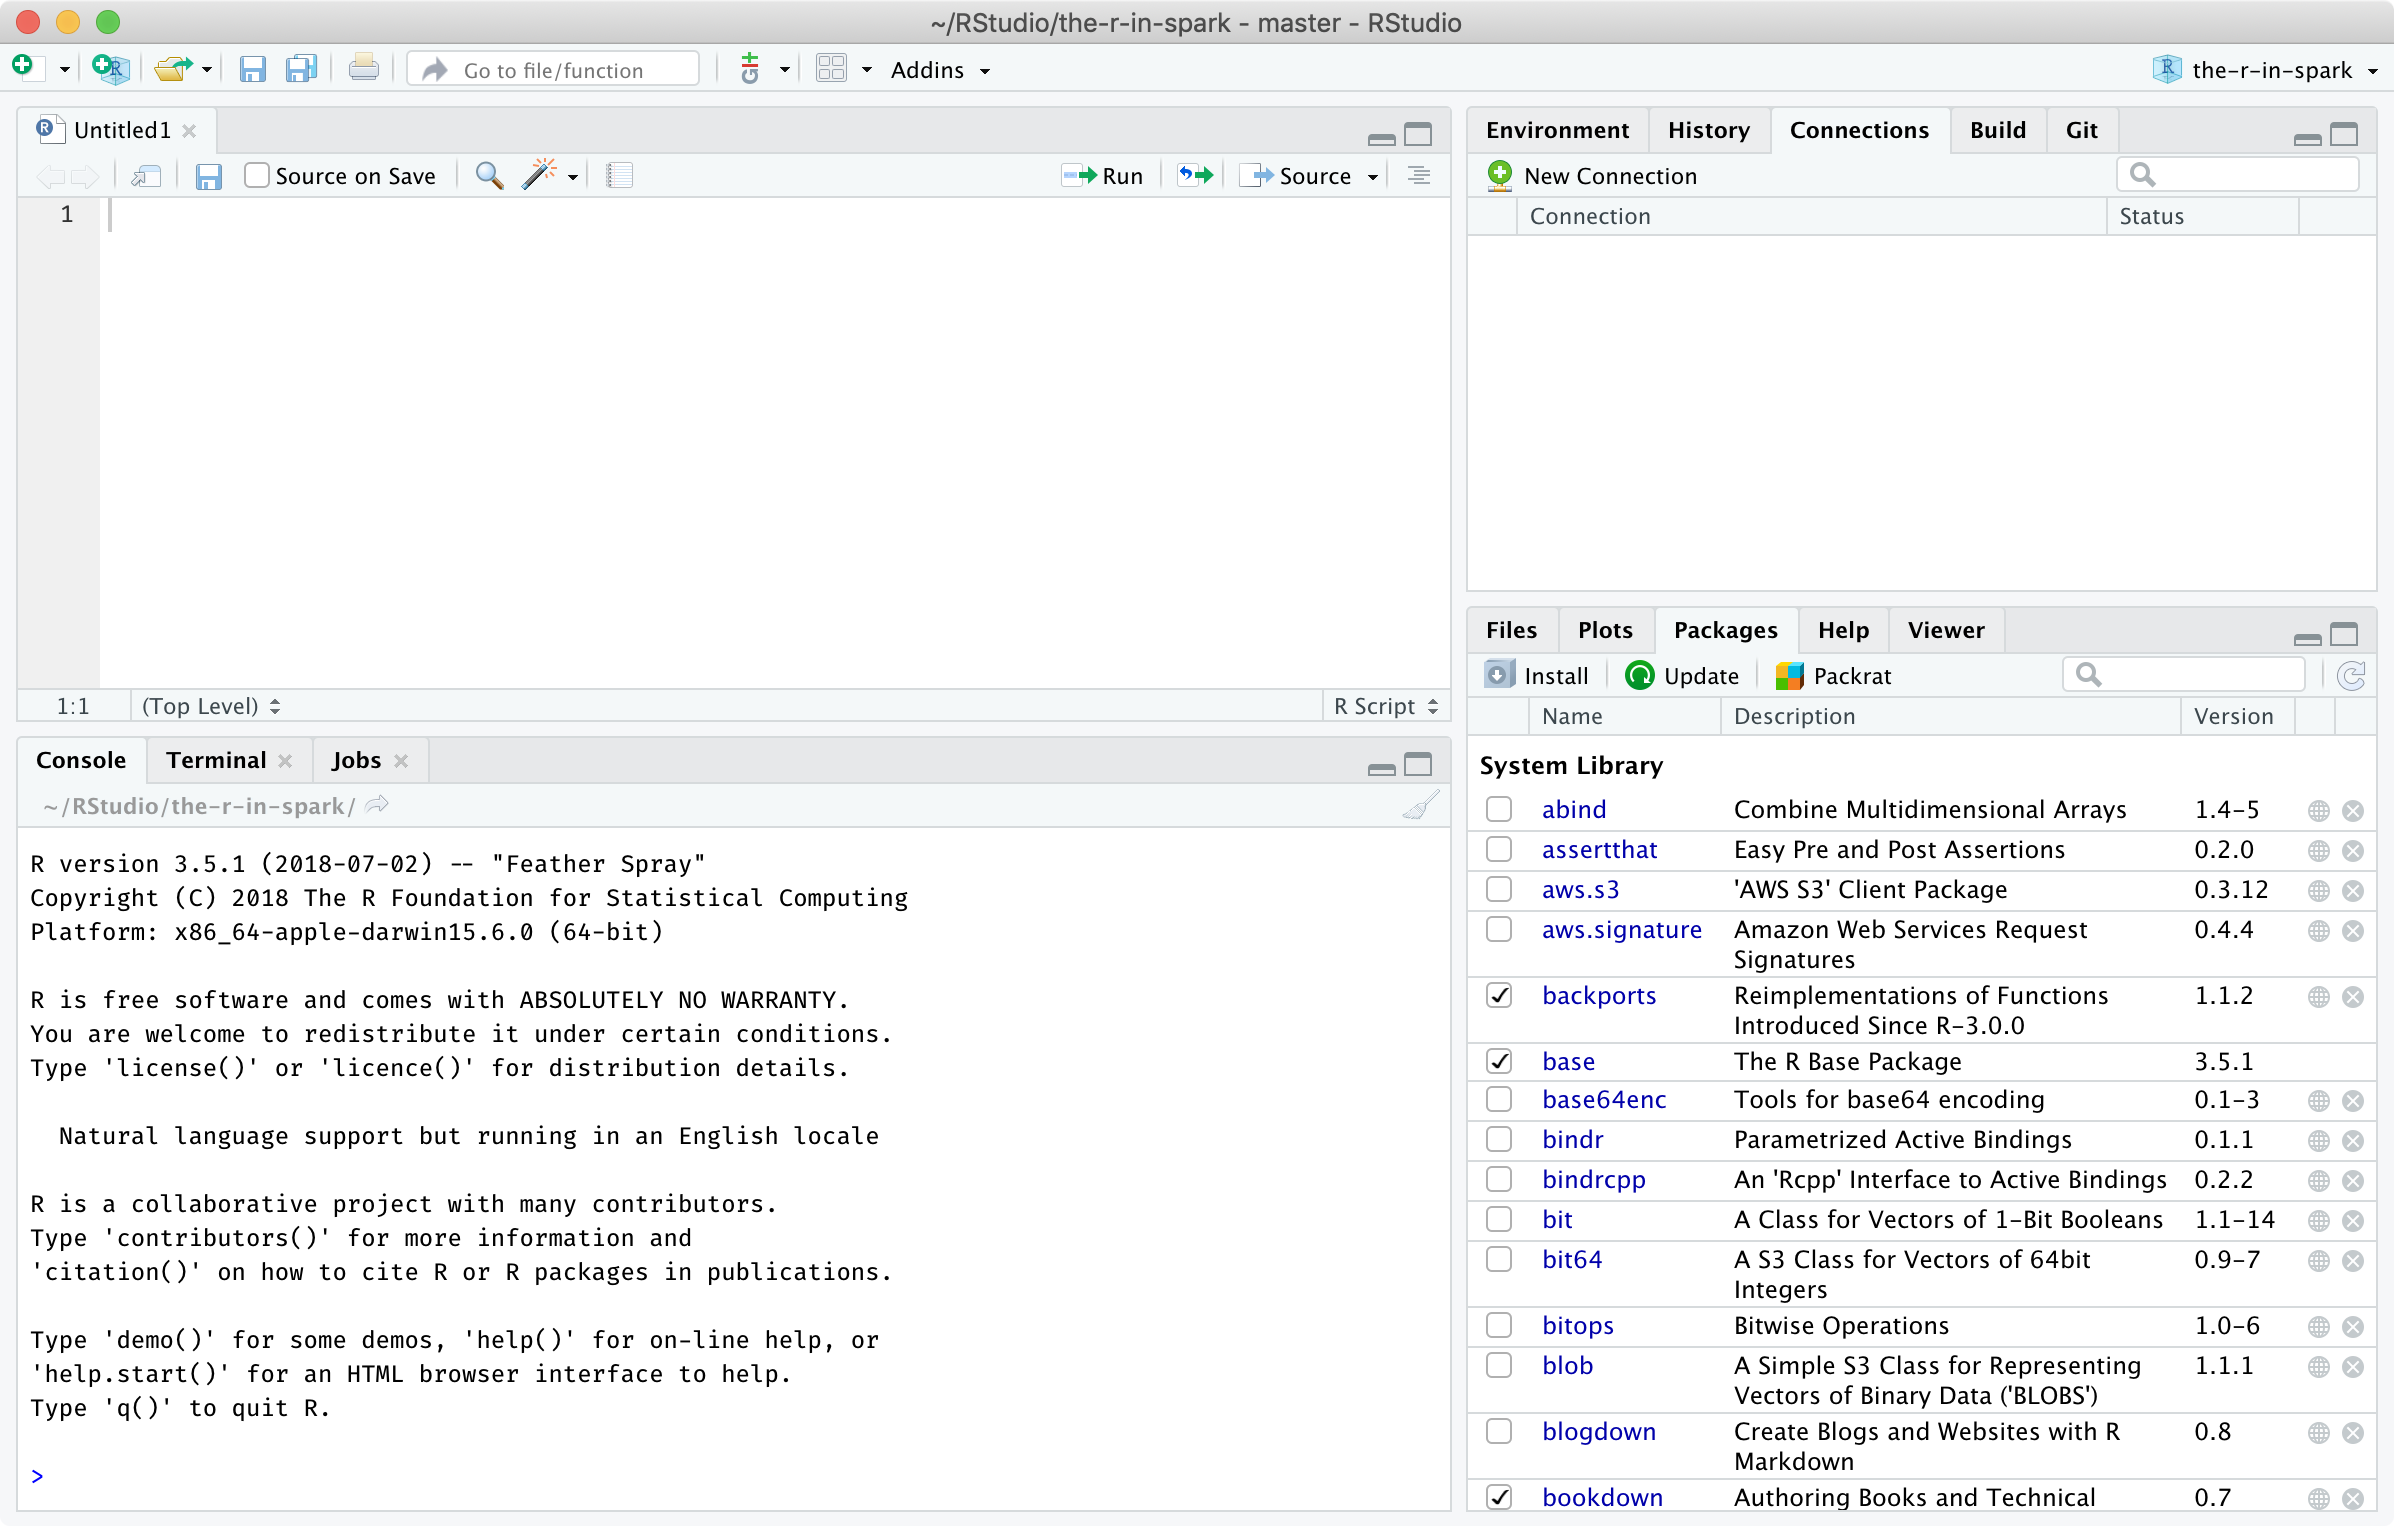 ~/RStudio/the-r-in-spark - master - RStudio
Go to file/function
Addins
the-r-in-spark
Untitled1
Source on Save
Run
Source
1
1:1
(Top Level)
R Script
Console
Terminal
Jobs
~/RStudio/the-r-in-spark/
R version 3.5.1 (2018-07-02) -- "Feather Spray"
Copyright (C) 2018 The R Foundation for Statistical Computing
Platform: x86_64-apple-darwin15.6.0 (64-bit)
R is free software and comes with ABSOLUTELY NO WARRANTY.
You are welcome to redistribute it under certain conditions.
Type 'license()' or 'licence()' for distribution details.
Natural language support but running in an English locale
R is a collaborative project with many contributors.
Type 'contributors()' for more information and
'citation()' on how to cite R or R packages in publications.
Type 'demo()' for some demos, 'help()' for on-line help, or
'help.start()' for an HTML browser interface to help.
Type 'q()' to quit R.
>
Environment
History
Connections
Build
Git
New Connection
Connection
Status
Files
Plots
Packages
Help
Viewer
Install
Update
Packrat
Name Description Version
System Library
abind Combine Multidimensional Arrays 1.4-5
assertthat Easy Pre and Post Assertions 0.2.0
aws.s3 'AWS S3' Client Package 0.3.12
aws.signature Amazon Web Services Request 0.4.4
Signatures
backports Reimplementations of Functions 1.1.2
Introduced Since R-3.0.0
base The R Base Package 3.5.1
base64enc Tools for base64 encoding 0.1-3
bindr Parametrized Active Bindings 0.1.1
bindrcpp An 'Rcpp' Interface to Active Bindings 0.2.2
bit A Class for Vectors of 1-Bit Booleans 1.1-14
bit64 A S3 Class for Vectors of 64bit 0.9-7
Integers
bitops Bitwise Operations 1.0-6
blob A Simple S3 Class for Representing 1.1.1
Vectors of Binary Data ('BLOBS')
blogdown Create Blogs and Websites with R 0.8
Markdown
bookdown Authoring Books and Technical 0.7